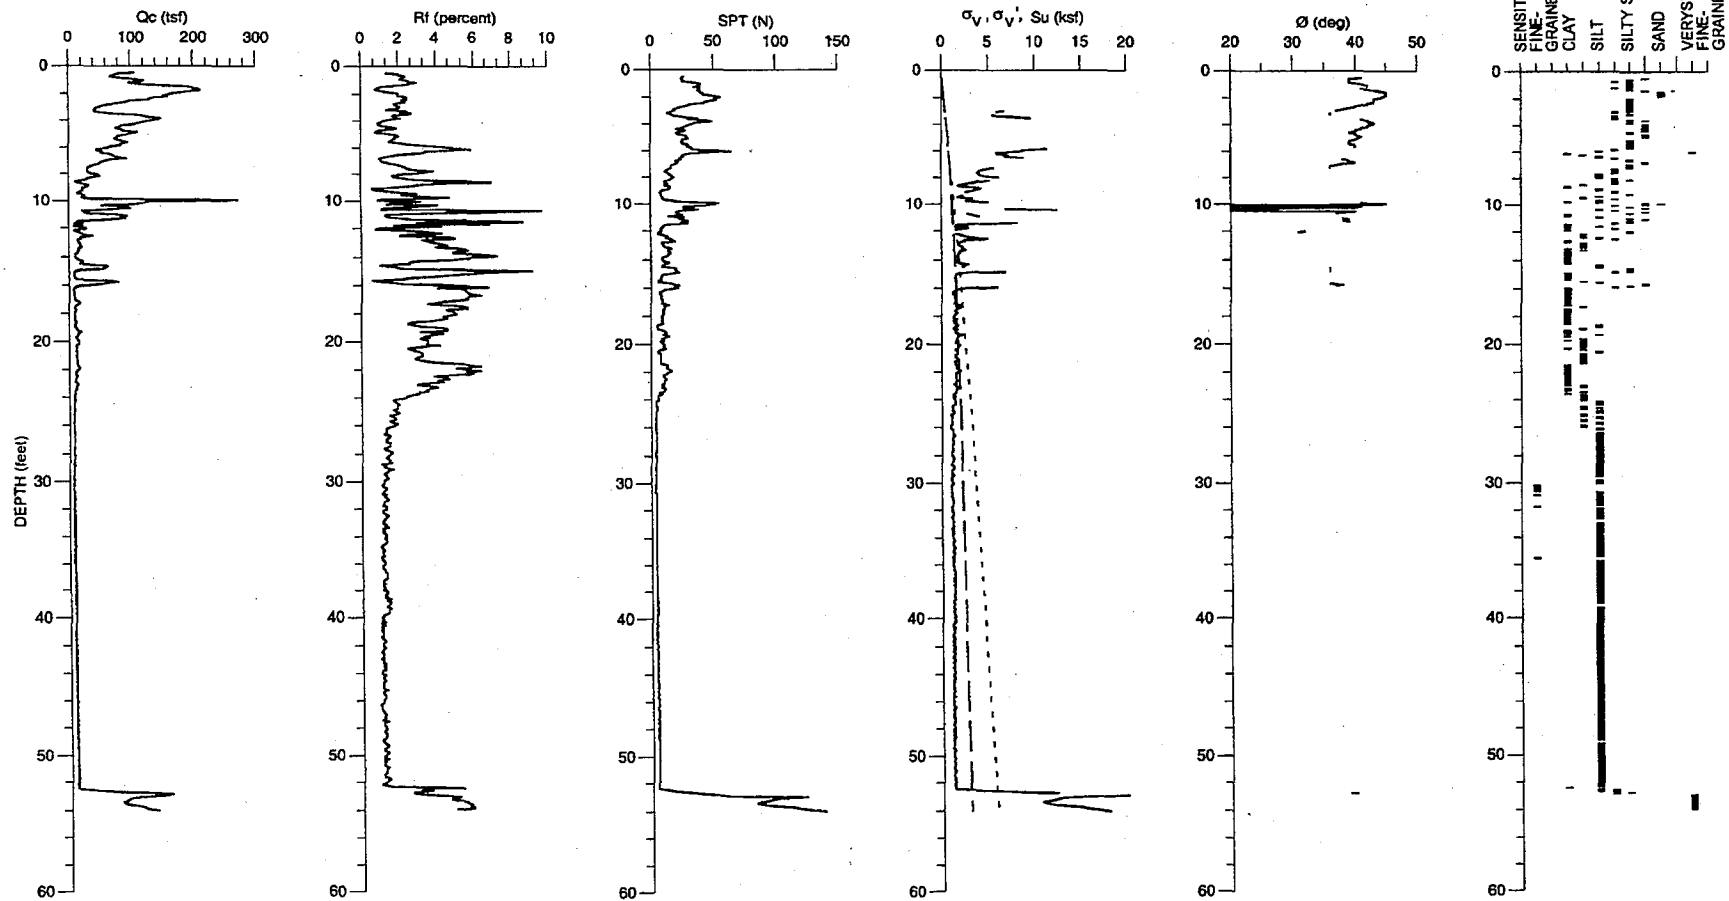 Qc (tsf)
0 100 200 300
Rf (percent)
0 2 4 6 8 10
SPT (N)
0 50 100 150
σv , σv', Su (ksf)
0 5 10 15 20
Ø (deg)
20 30 40 50
FINE-
GRAINE
CLAY
SILT
SILTY S
SAND
VERY S
FINE-
GRAINE
DEPTH (feet)
0
10
20
30
40
50
60
0
10
20
30
40
50
60
0
10
20
30
40
50
60
0
10
20
30
40
50
60
0
10
20
30
40
50
60
0
10
20
30
40
50
60